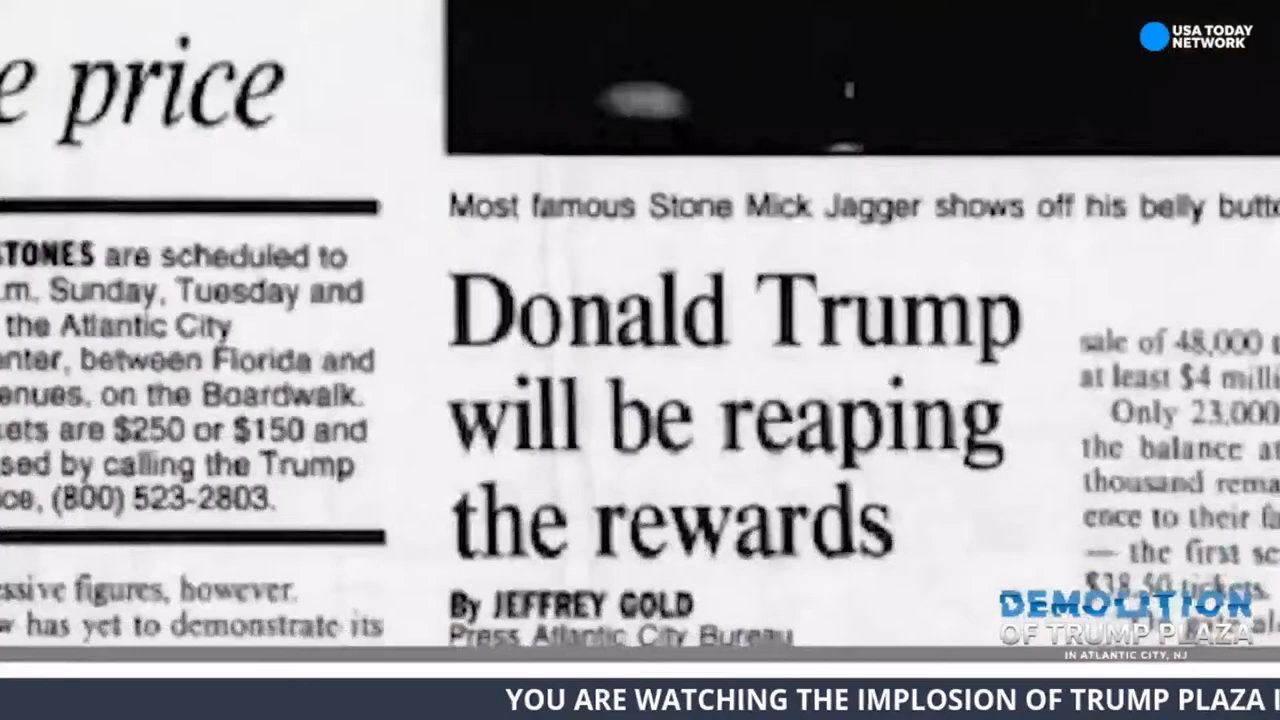 USA TODAY
NETWORK
price
Most famous Stone Mick Jagger shows off his belly
STONES are scheduled to
Sunday, Tuesday and
the Atlantic City
between Florida and
on the Boardwalk.
are $250 or $150 and
by calling the Trump
(800) 523-2803.
figures, however.
has yet to demonstrate its
Donald Trump
will be reaping
the rewards
By JEFFREY GOLD
Press Atlantic City Bureau
sale of 48,000
at least $4
Only 23,000
the balance
thousand
ence to their
— the first
$38.50 tickets.
DEMOLITION
OF TRUMP PLAZA
IN ATLANTIC CITY, NJ
YOU ARE WATCHING THE IMPLOSION OF TRUMP PLAZA